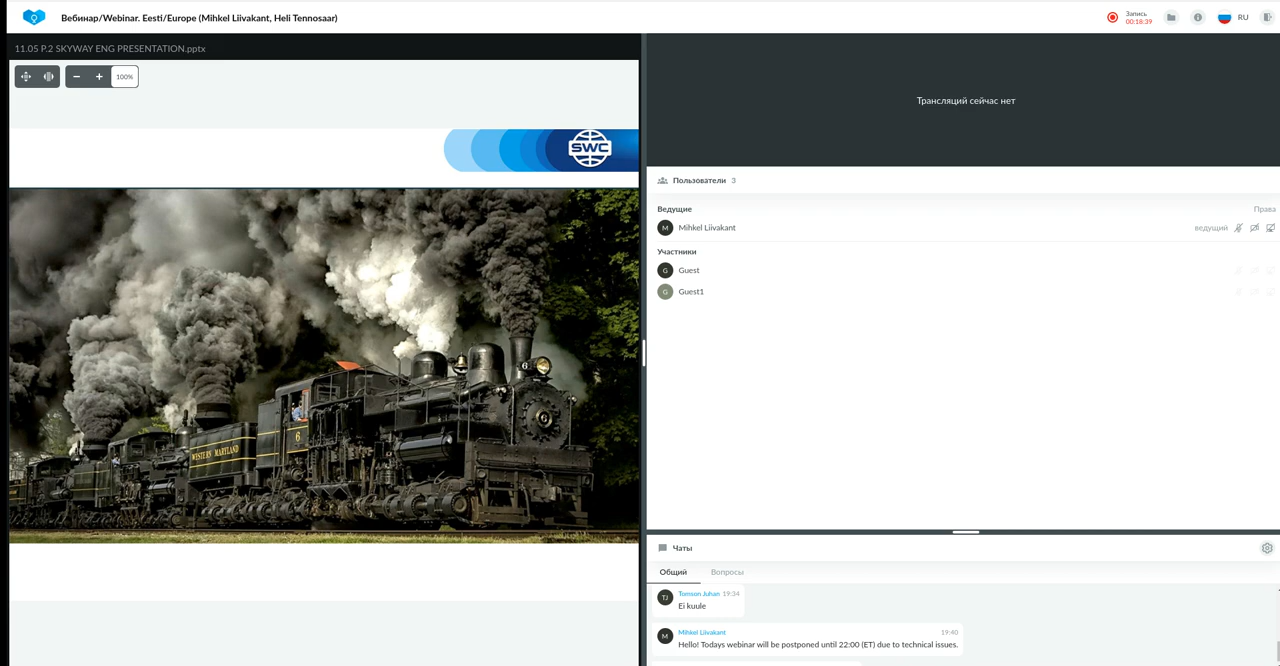 Вебинар/Webinar. Eesti/Europe (Mihkel Liivakant, Heli Tennosaar)
Запись
00:18:39
RU
11.05 P.2 SKYWAY ENG PRESENTATION.pptx
100%
SWC
6
6
6
WESTERN MARYLAND
Трансляций сейчас нет
Пользователи 3
Ведущие Права
M Mihkel Liivakant ведущий
Участники
G Guest
G Guest1
Чаты
Общий Вопросы
TJ Tomson Juhan 19:34
Ei kuule
M Mihkel Liivakant 19:40
Hello! Todays webinar will be postponed until 22:00 (ET) due to technical issues.